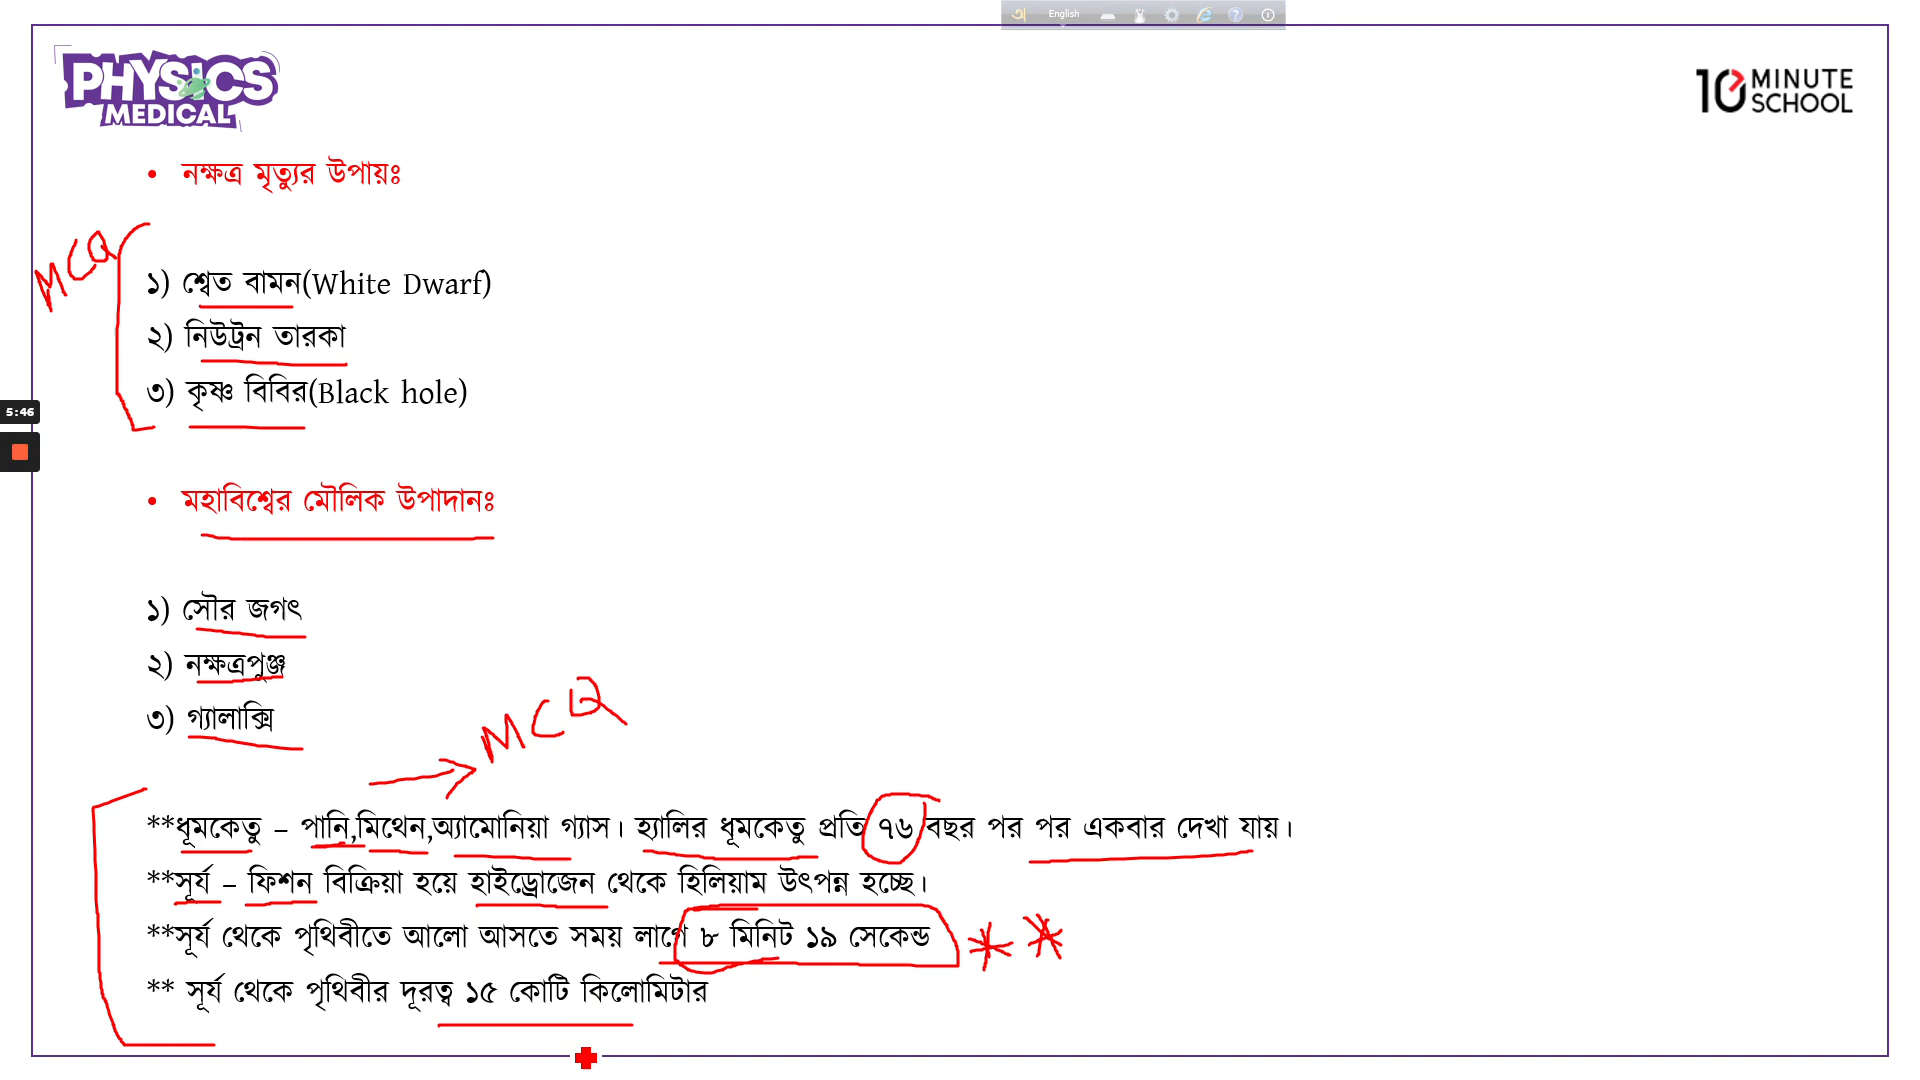 English
PHYSICS
MEDICAL
10 MINUTE
SCHOOL
• নক্ষত্র মৃত্যুর উপায়ঃ
MCQ
১) শ্বেত বামন(White Dwarf)
২) নিউট্রন তারকা
৩) কৃষ্ণ বিবির(Black hole)
5:46
• মহাবিশ্বের মৌলিক উপাদানঃ
১) সৌর জগৎ
২) নক্ষত্রপুঞ্জ
৩) গ্যালাক্সি
MCQ
**ধূমকেতু – পানি,মিথেন,অ্যামোনিয়া গ্যাস। হ্যালির ধূমকেতু প্রতি ৭৬ বছর পর পর একবার দেখা যায়।
**সূর্য – ফিশন বিক্রিয়া হয়ে হাইড্রোজেন থেকে হিলিয়াম উৎপন্ন হচ্ছে।
**সূর্য থেকে পৃথিবীতে আলো আসতে সময় লাগে ৮ মিনিট ১৯ সেকেন্ড
** সূর্য থেকে পৃথিবীর দূরত্ব ১৫ কোটি কিলোমিটার